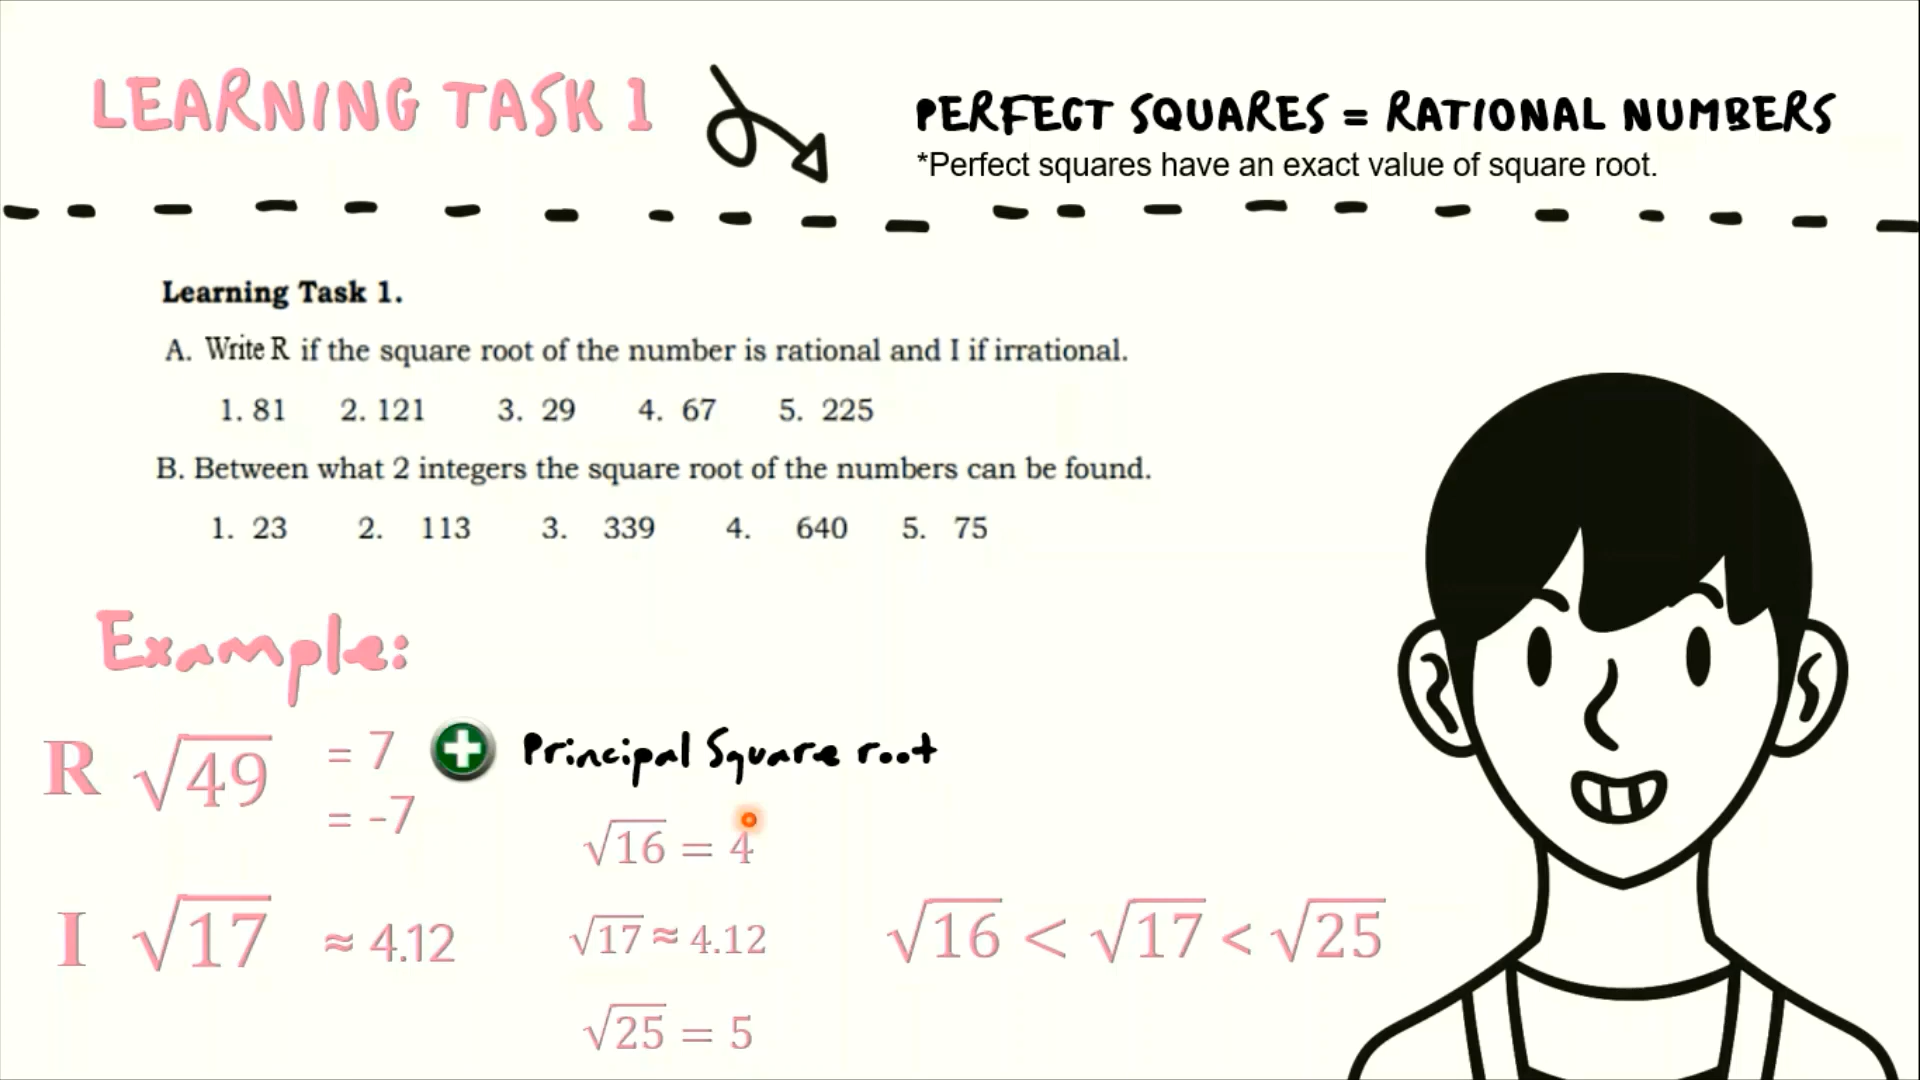 LEARNING TASK 1
PERFECT SQUARES = RATIONAL NUMBERS
*Perfect squares have an exact value of square root.
Learning Task 1.
A. Write R if the square root of the number is rational and I if irrational.
1. 81 2. 121 3. 29 4. 67 5. 225
B. Between what 2 integers the square root of the numbers can be found.
1. 23 2. 113 3. 339 4. 640 5. 75
Example:
R √49 = 7
= -7
Principal Square root
√16 = 4
I √17 ≈ 4.12
√17 ≈ 4.12
√16 < √17 < √25
√25 = 5